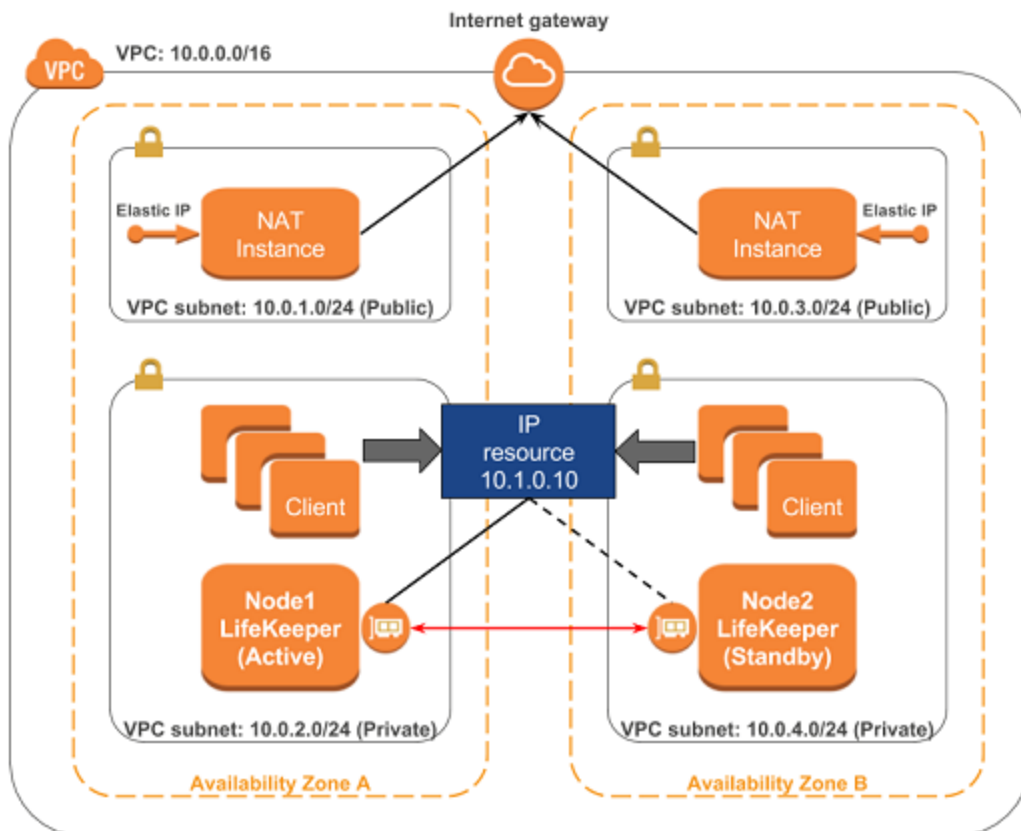 Internet gateway
VPC: 10.0.0.0/16
VPC
Elastic IP
NAT
Instance
VPC subnet: 10.0.1.0/24 (Public)
NAT
Instance
Elastic IP
VPC subnet: 10.0.3.0/24 (Public)
Client
IP
resource
10.1.0.10
Client
Node1
LifeKeeper
(Active)
VPC subnet: 10.0.2.0/24 (Private)
Node2
LifeKeeper
(Standby)
VPC subnet: 10.0.4.0/24 (Private)
Availability Zone A
Availability Zone B